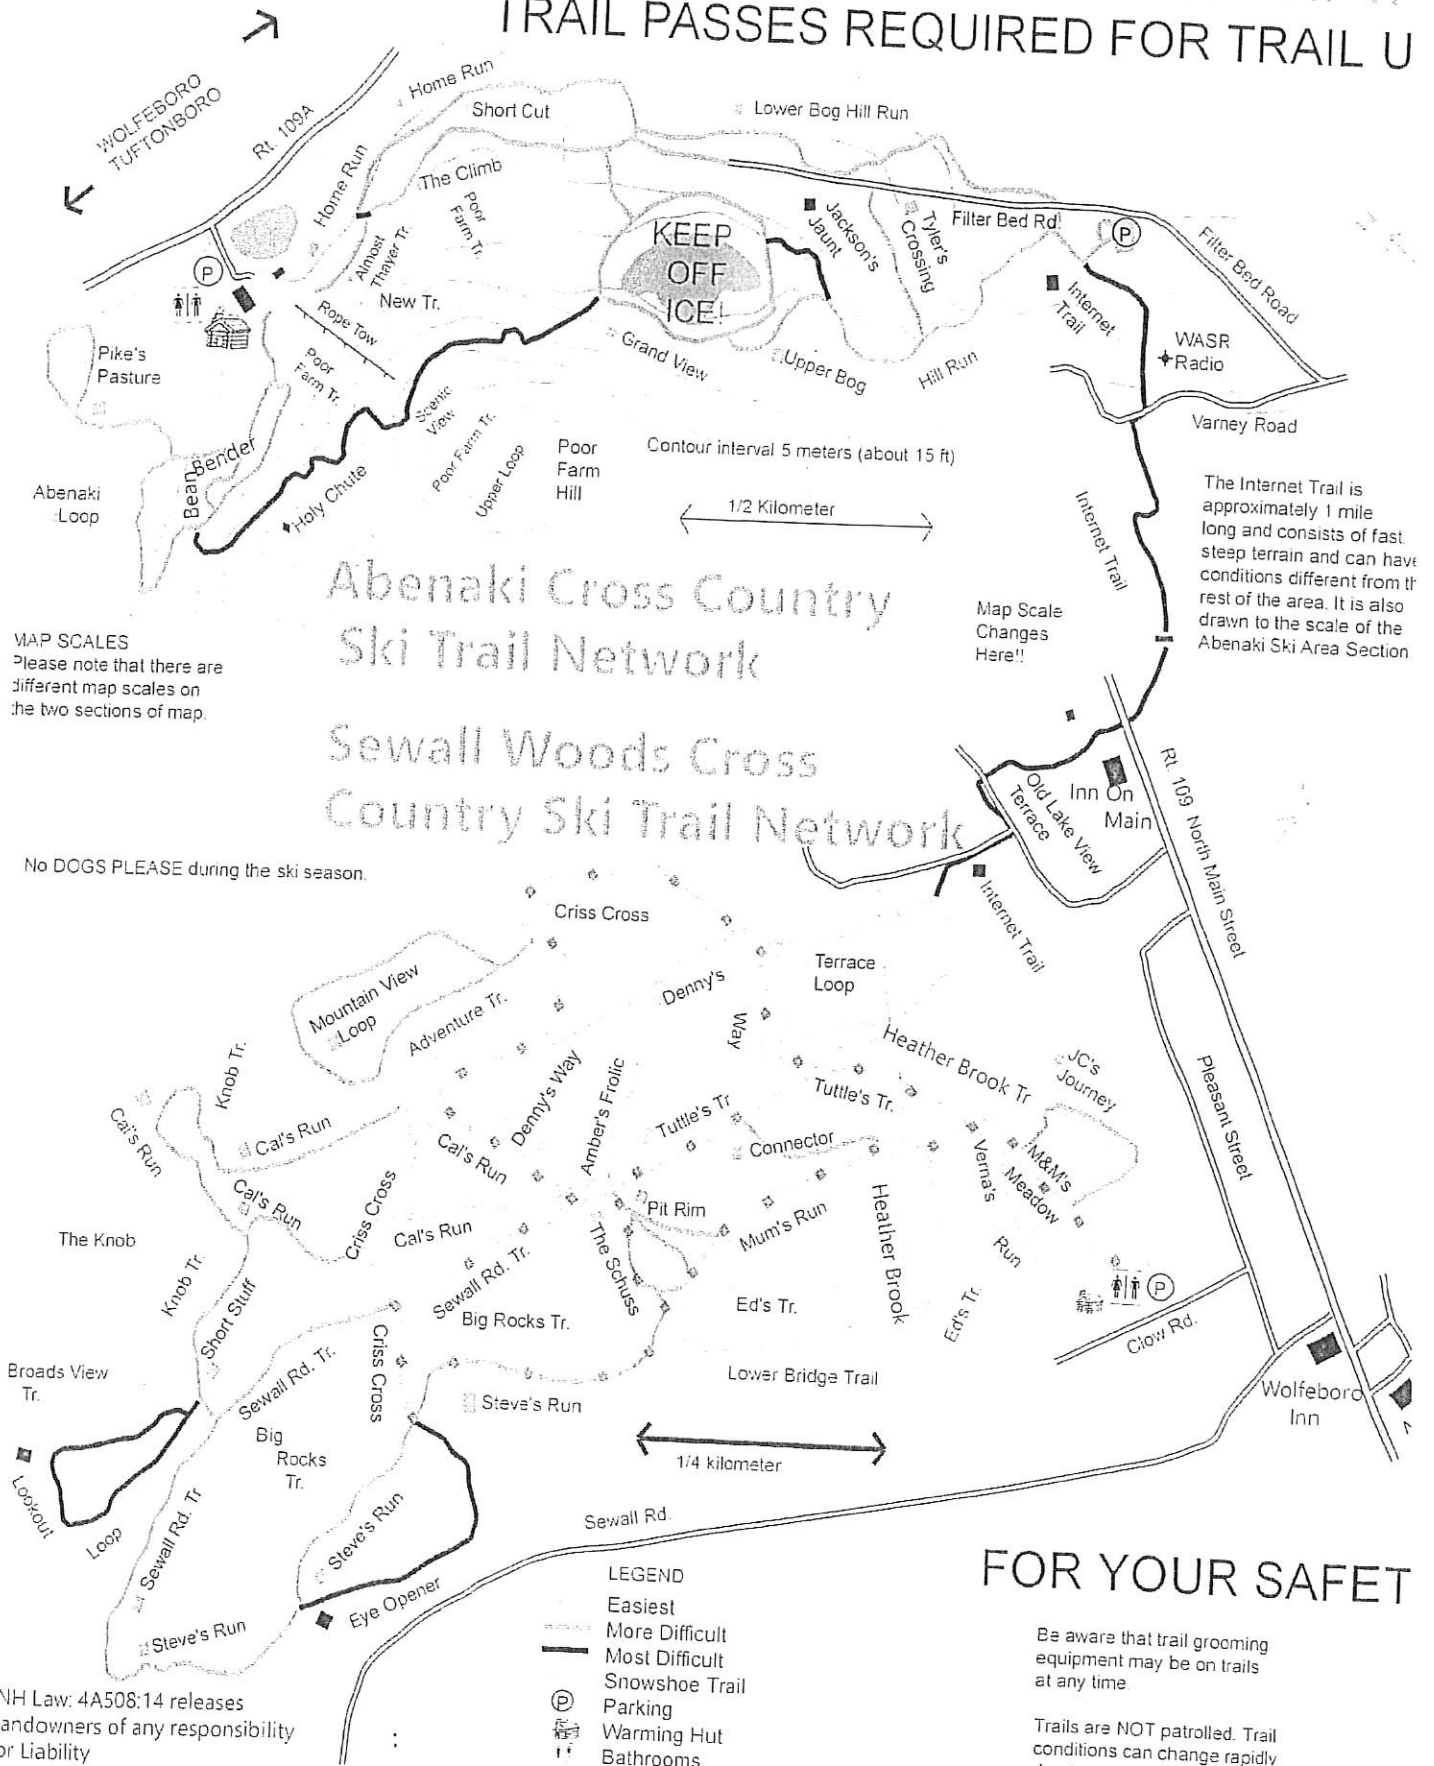 TRAIL PASSES REQUIRED FOR TRAIL U
WOLFEBORO
TUFTONBORO
Rt. 109A
Home Run
Home Run
Short Cut
Lower Bog Hill Run
The Climb
Poor
Farm Tr.
Almost
Thayer Tr.
New Tr.
Rope Tow
P
KEEP
OFF
ICE!
Jackson's
Jaunt
Tyler's
Crossing
Filter Bed Rd
P
Filter Bed Road
Internet
Trail
WASR
Radio
Varney Road
Pike's
Pasture
Poor
Farm Tr.
Grand View
Upper Bog
Hill Run
Scenic
View
Poor Farm Tr.
Upper Loop
Poor
Farm
Hill
Contour interval 5 meters (about 15 ft)
1/2 Kilometer
Bean Bender
Holy Chute
Abenaki
Loop
Internet Trail
The Internet Trail is
approximately 1 mile
long and consists of fast
steep terrain and can have
conditions different from th
rest of the area. It is also
drawn to the scale of the
Abenaki Ski Area Section
Abenaki Cross Country
Ski Trail Network
Map Scale
Changes
Here!!
MAP SCALES
Please note that there are
different map scales on
the two sections of map.
Sewall Woods Cross
Country Ski Trail Network
Old Lake View
Terrace
Inn On
Main
Rt. 109 North Main Street
No DOGS PLEASE during the ski season.
Criss Cross
Internet Trail
Terrace
Loop
Denny's
Way
Mountain View
Loop
Adventure Tr.
Knob Tr.
Cal's Run
Cal's Run
Denny's Way
Amber's Frolic
Heather Brook Tr
JC's
Journey
Tuttle's Tr.
Tuttle's Tr
Connector
Pleasant Street
Cal's Run
Cal's Run
Criss Cross
Cal's Run
Pit Rim
Mum's Run
Verna's
Run
M&M's
Meadow
Heather Brook
The Knob
Knob Tr.
Short Stuff
Sewall Rd. Tr.
The Schuss
Big Rocks Tr.
Ed's Tr.
Ed's Tr.
P
Clow Rd.
Broads View
Tr.
Sewall Rd. Tr.
Criss Cross
Steve's Run
Lower Bridge Trail
Wolfeboro
Inn
Big
Rocks
Tr.
1/4 kilometer
Lookout
Loop
Sewall Rd. Tr
Steve's Run
Sewall Rd.
Steve's Run
Eye Opener
LEGEND
Easiest
More Difficult
Most Difficult
Snowshoe Trail
P Parking
Warming Hut
Bathrooms
FOR YOUR SAFET
Be aware that trail grooming
equipment may be on trails
at any time
Trails are NOT patrolled. Trail
conditions can change rapidly
NH Law: 4A508:14 releases
landowners of any responsibility
or Liability